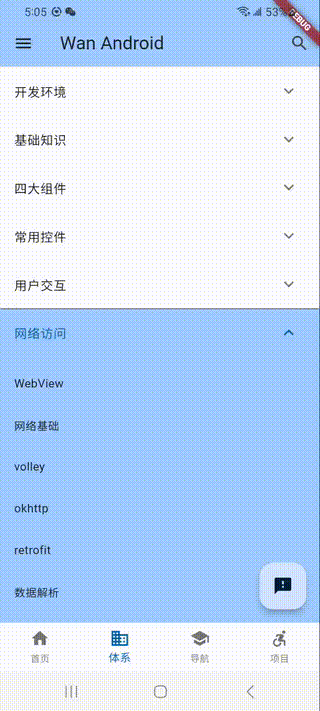 5:05 53%
DEBUG
Wan Android
开发环境
基础知识
四大组件
常用控件
用户交互
网络访问
WebView
网络基础
volley
okhttp
retrofit
数据解析
首页 体系 导航 项目